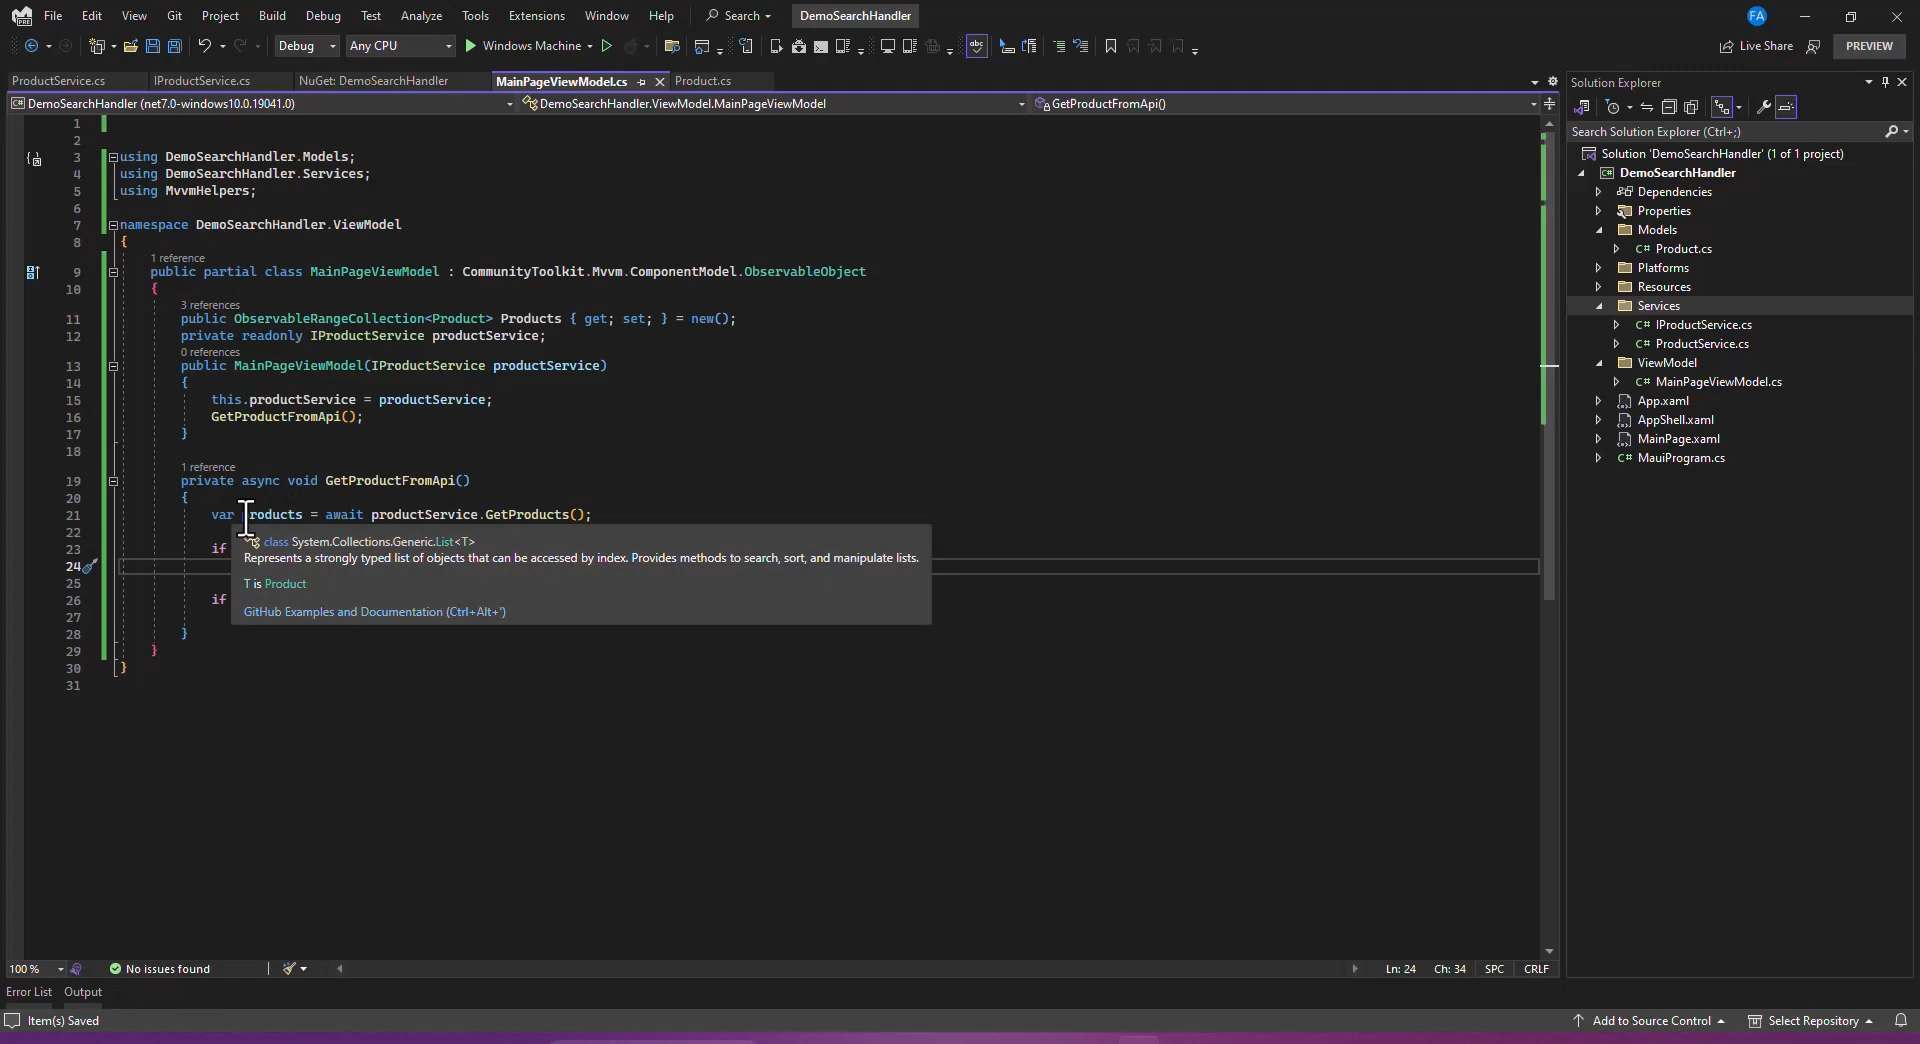 File Edit View Git Project Build Debug Test Analyze Tools Extensions Window Help Search DemoSearchHandler FA
Debug Any CPU Windows Machine abc Live Share PREVIEW
ProductService.cs IProductService.cs NuGet: DemoSearchHandler MainPageViewModel.cs Product.cs
DemoSearchHandler (net7.0-windows10.0.19041.0) DemoSearchHandler.ViewModel.MainPageViewModel GetProductFromApi()
1
2
3 using DemoSearchHandler.Models;
4 using DemoSearchHandler.Services;
5 using MvvmHelpers;
6
7 namespace DemoSearchHandler.ViewModel
8 {
1 reference
9 public partial class MainPageViewModel : CommunityToolkit.Mvvm.ComponentModel.ObservableObject
10 {
3 references
11 public ObservableRangeCollection<Product> Products { get; set; } = new();
12 private readonly IProductService productService;
0 references
13 public MainPageViewModel(IProductService productService)
14 {
15 this.productService = productService;
16 GetProductFromApi();
17 }
18
1 reference
19 private async void GetProductFromApi()
20 {
21 var products = await productService.GetProducts();
22
23 if
24
25
26 if
27
28 }
29 }
30 }
31
class System.Collections.Generic.List<T>
Represents a strongly typed list of objects that can be accessed by index. Provides methods to search, sort, and manipulate lists.
T is Product
GitHub Examples and Documentation (Ctrl+Alt+')
Solution Explorer
Search Solution Explorer (Ctrl+;)
Solution 'DemoSearchHandler' (1 of 1 project)
DemoSearchHandler
Dependencies
Properties
Models
C# Product.cs
Platforms
Resources
Services
C# IProductService.cs
C# ProductService.cs
ViewModel
C# MainPageViewModel.cs
App.xaml
AppShell.xaml
MainPage.xaml
C# MauiProgram.cs
100 % No issues found Ln: 24 Ch: 34 SPC CRLF
Error List Output
Item(s) Saved Add to Source Control Select Repository